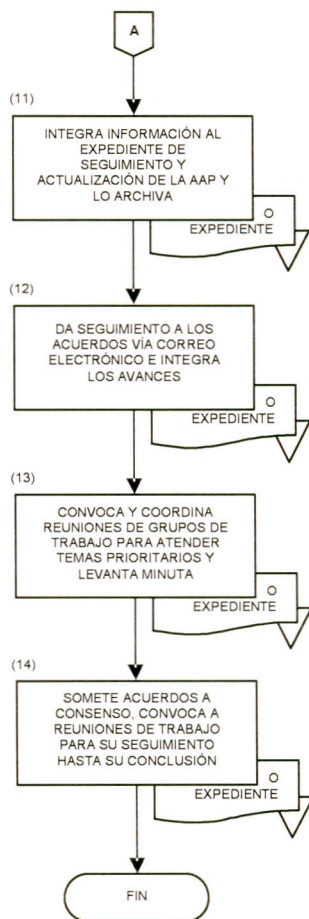 A
(11)
INTEGRA INFORMACIÓN AL
EXPEDIENTE DE
SEGUIMIENTO Y
ACTUALIZACIÓN DE LA AAP Y
LO ARCHIVA
O
EXPEDIENTE
(12)
DA SEGUIMIENTO A LOS
ACUERDOS VÍA CORREO
ELECTRÓNICO E INTEGRA
LOS AVANCES
O
EXPEDIENTE
(13)
CONVOCA Y COORDINA
REUNIONES DE GRUPOS DE
TRABAJO PARA ATENDER
TEMAS PRIORITARIOS Y
LEVANTA MINUTA
O
EXPEDIENTE
(14)
SOMETE ACUERDOS A
CONSENSO, CONVOCA A
REUNIONES DE TRABAJO
PARA SU SEGUIMIENTO
HASTA SU CONCLUSIÓN
O
EXPEDIENTE
FIN